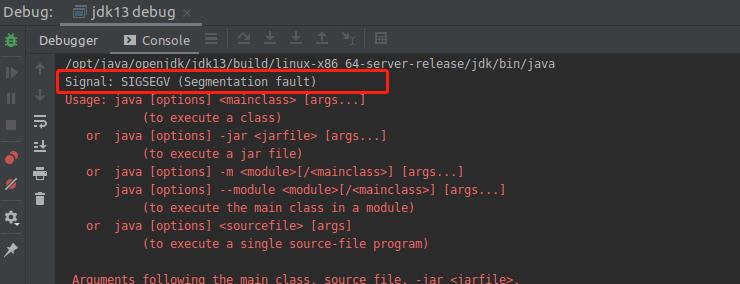 Debug: jdk13 debug ×
Debugger Console
/opt/java/openjdk/jdk13/build/linux-x86_64-server-release/jdk/bin/java
Signal: SIGSEGV (Segmentation fault)
Usage: java [options] <mainclass> [args...]
(to execute a class)
or java [options] -jar <jarfile> [args...]
(to execute a jar file)
or java [options] -m <module>[/<mainclass>] [args...]
java [options] --module <module>[/<mainclass>] [args...]
(to execute the main class in a module)
or java [options] <sourcefile> [args]
(to execute a single source-file program)
Arguments following the main class, source file, -jar <jarfile>,